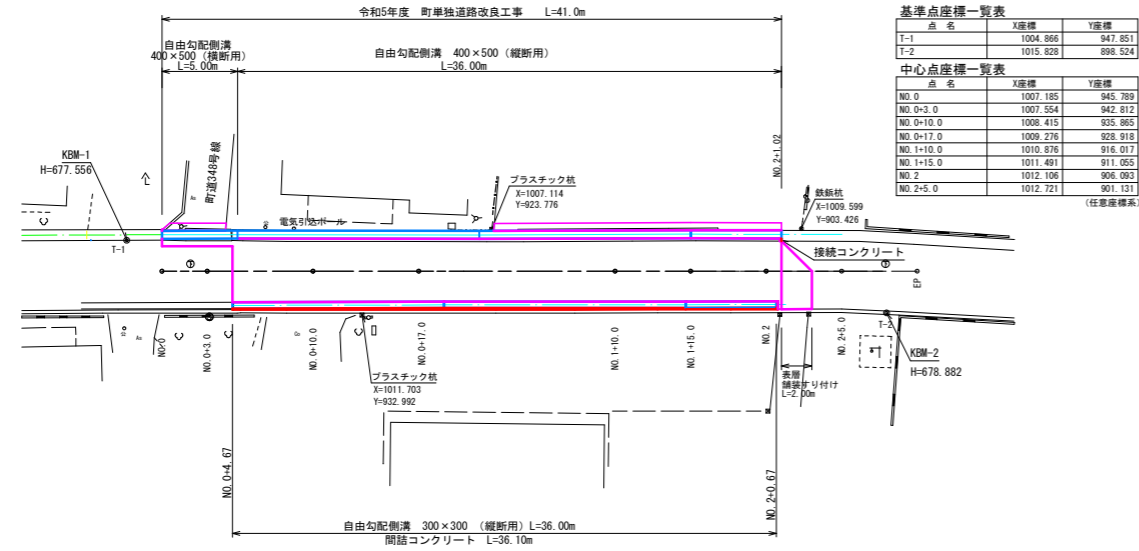 令和5年度 町単独道路改良工事 L=41.0m
自由勾配側溝
400×500（横断用）
L=5.00m
自由勾配側溝 400×500（縦断用）
L=36.00m
基準点座標一覧表
点 名 X座標 Y座標
T-1 1004.866 947.851
T-2 1015.828 898.524
中心点座標一覧表
点 名 X座標 Y座標
NO.0 1007.185 945.789
NO.0+3.0 1007.554 942.812
NO.0+10.0 1008.415 935.865
NO.0+17.0 1009.276 928.918
NO.1+10.0 1010.876 916.017
NO.1+15.0 1011.491 911.055
NO.2 1012.106 906.093
NO.2+5.0 1012.721 901.131
(任意座標系)
KBM-1
H=677.556
町道348号線
NO.2+1.02
プラスチック杭
X=1007.114
Y=923.776
鉄鋲杭
X=1009.599
Y=903.426
電気引込ポール
T-1
接続コンクリート
EP
NO.0
NO.0+3.0
NO.0+10.0
NO.0+17.0
NO.1+10.0
NO.1+15.0
NO.2
NO.2+5.0
T-2
KBM-2
H=678.882
プラスチック杭
X=1011.703
Y=932.992
表層
舗装すり付け
L=2.00m
NO.0+4.67
NO.2+0.67
自由勾配側溝 300×300 （縦断用）L=36.00m
間詰コンクリート L=36.10m